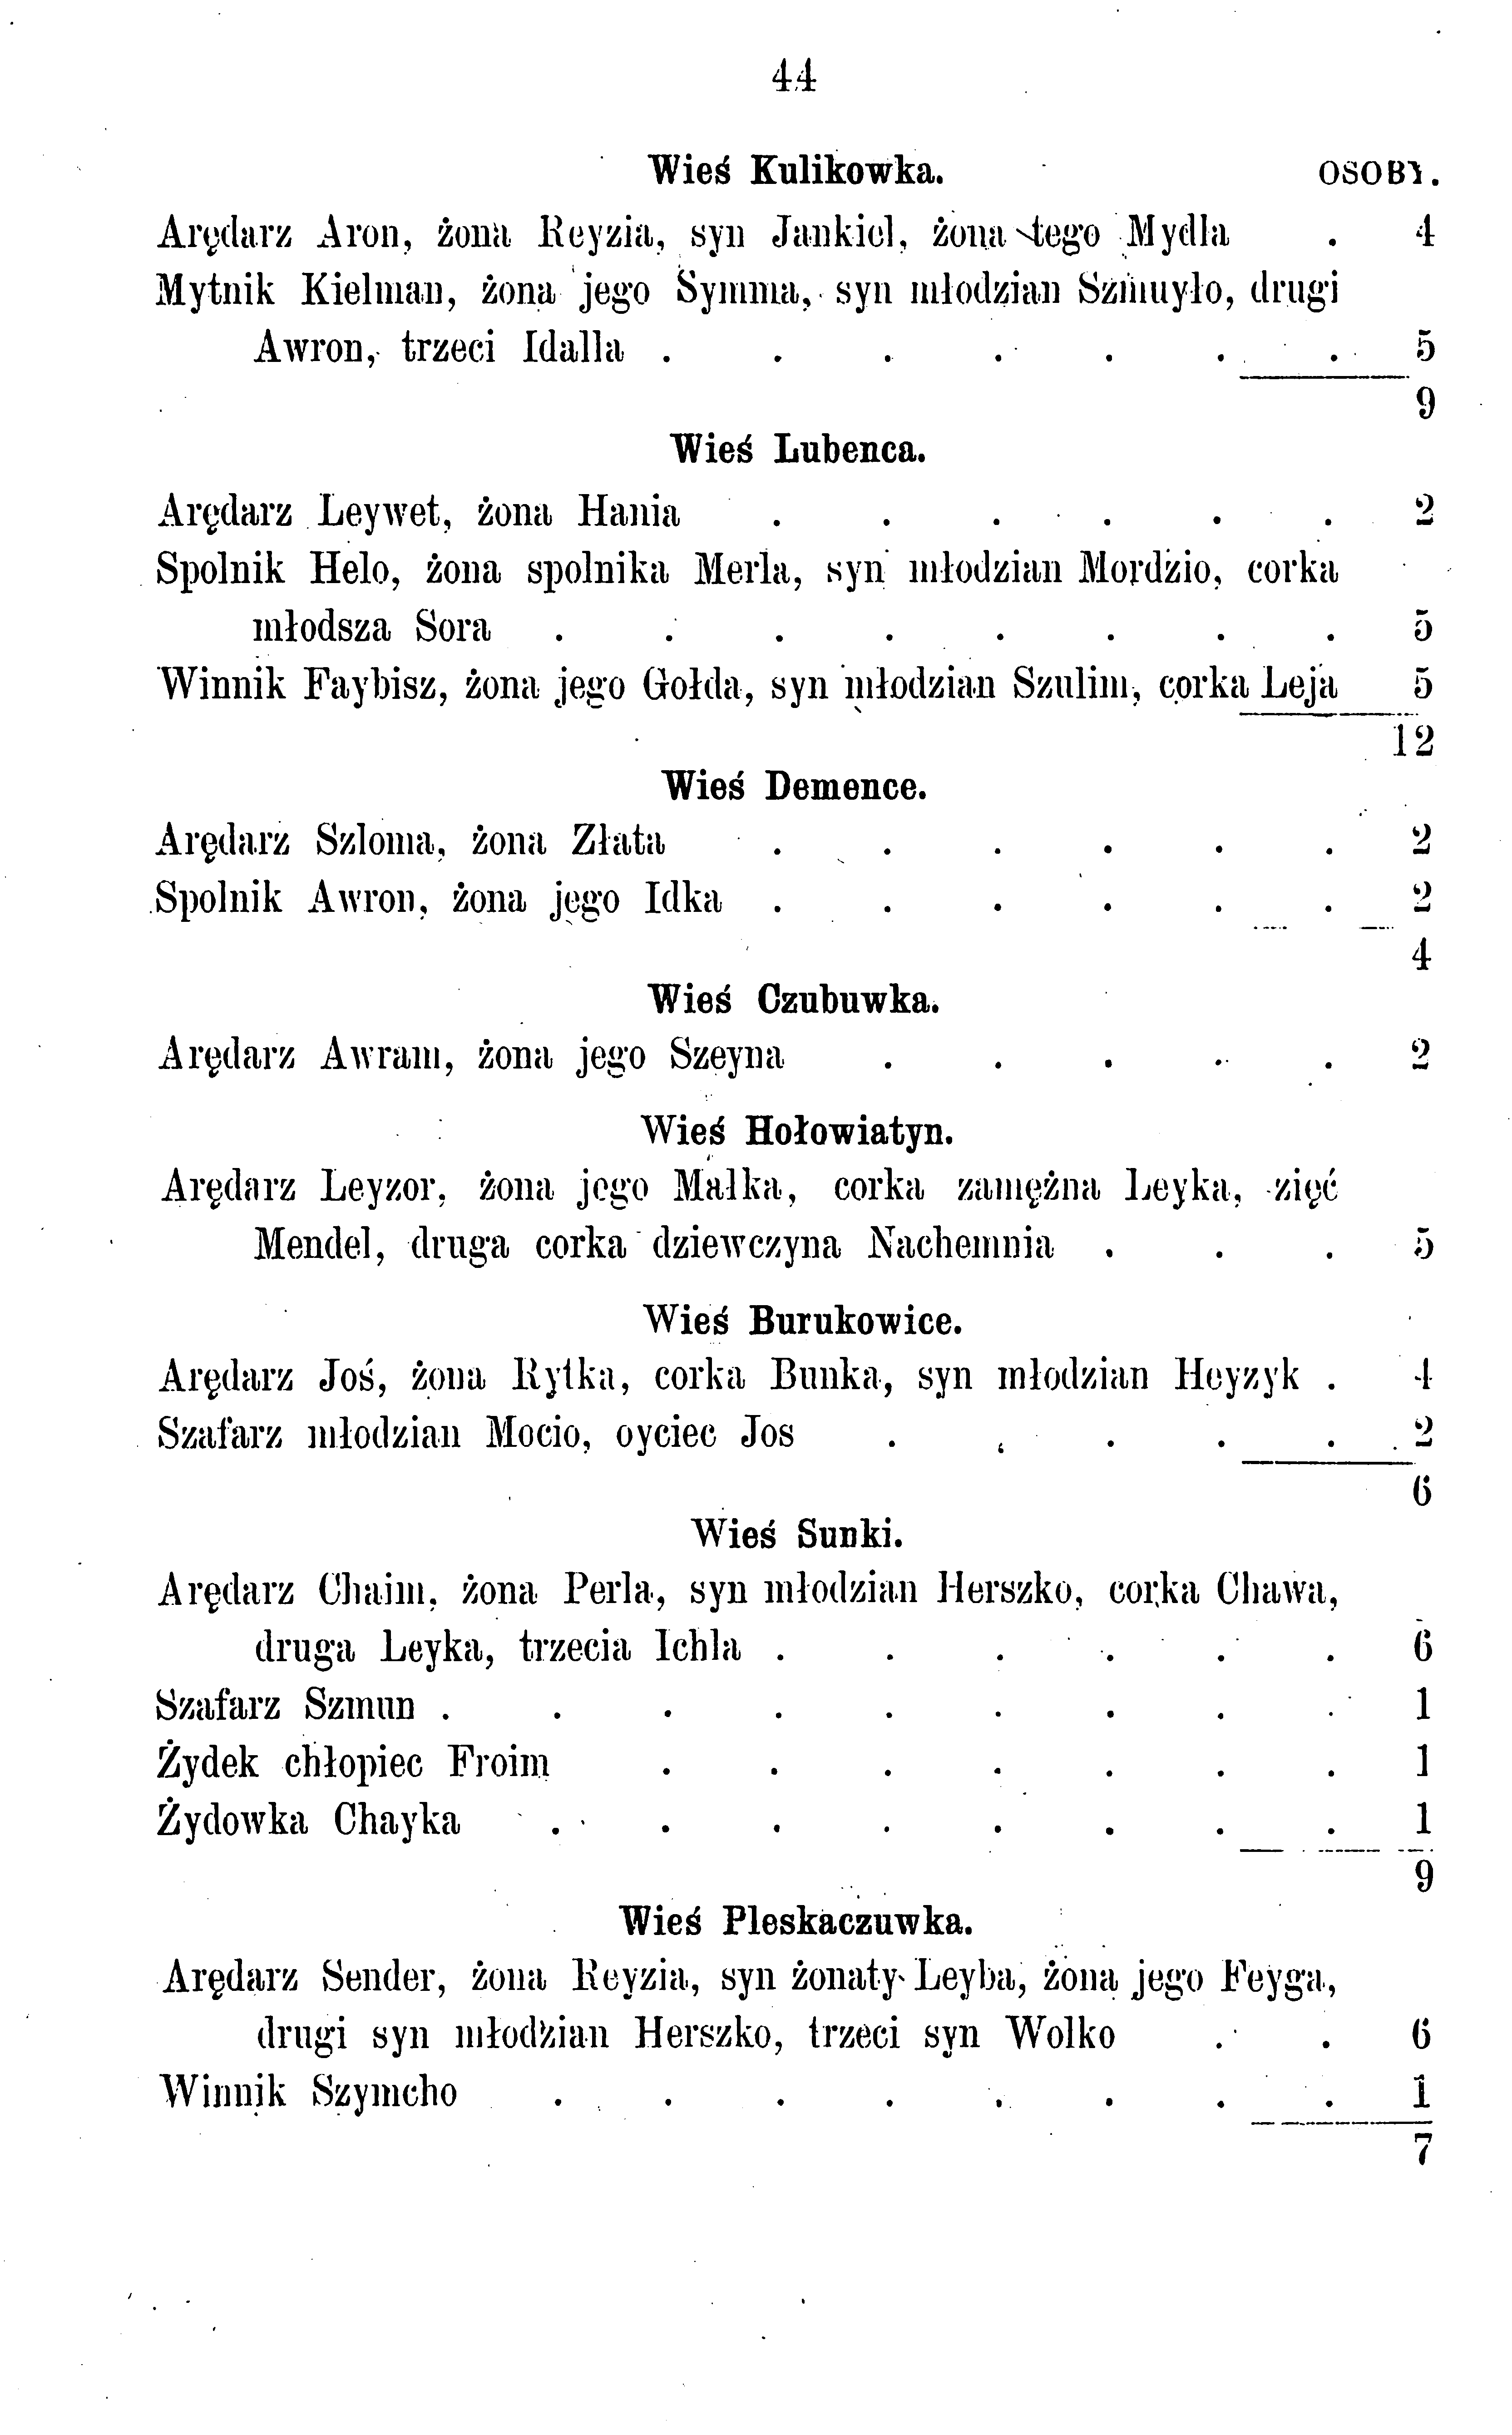 44
Wieś Kulikowka. OSOBY.
Arędarz Aron, żona Reyzia, syn Jankiel, żona tego Mydla . 4
Mytnik Kielman, żona jego Symma, syn młodzian Szmuyło, drugi
Awron, trzeci Idalla . . . . . . . 5
9
Wieś Lubenca.
Arędarz Leywet, żona Hania . . . . . . 2
Spolnik Helo, żona spolnika Merla, syn młodzian Mordzio, corka
młodsza Sora . . . . . . . . 5
Winnik Faybisz, żona jego Gołda, syn młodzian Szulim, corka Leja 5
12
Wieś Demence.
Arędarz Szloma, żona Złata . . . . . . 2
Spolnik Awron, żona jego Idka . . . . . . 2
4
Wieś Czubuwka.
Arędarz Awram, żona jego Szeyna . . . . . 2
Wieś Hołowiatyn.
Arędarz Leyzor, żona jego Małka, corka zamężna Leyka, zięć
Mendel, druga corka dziewczyna Nachemnia . . . 5
Wieś Burukowice.
Arędarz Joś, żona Ryfka, corka Bunka, syn młodzian Heyzyk . 4
Szafarz młodzian Mocio, oyciec Jos . . . . . 2
6
Wieś Sunki.
Arędarz Chaim, żona Perla, syn młodzian Herszko, corka Chawa,
druga Leyka, trzecia Ichla . . . . . . 6
Szafarz Szmun . . . . . . . . . 1
Żydek chłopiec Froim . . . . . . . 1
Żydowka Chayka . . . . . . . . 1
9
Wieś Pleskaczuwka.
Arędarz Sender, żona Reyzia, syn żonaty Leyba, żona jego Feyga,
drugi syn młodzian Herszko, trzeci syn Wolko . . 6
Winnik Szymcho . . . . . . . . 1
7